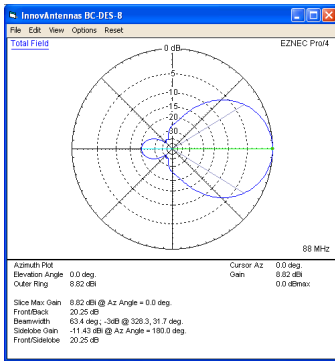 InnovAntennas BC-DES-8
File Edit View Options Reset
Total Field
EZNEC Pro/4
0 dB
-5
-10
-15
-20
-30
88 MHz
Azimuth Plot
Elevation Angle 0.0 deg.
Outer Ring 8.82 dBi
Cursor Az 0.0 deg.
Gain 8.82 dBi
0.0 dBmax
Slice Max Gain 8.82 dBi @ Az Angle = 0.0 deg.
Front/Back 20.25 dB
Beamwidth 63.4 deg.; -3dB @ 328.3, 31.7 deg.
Sidelobe Gain -11.43 dBi @ Az Angle = 180.0 deg.
Front/Sidelobe 20.25 dB